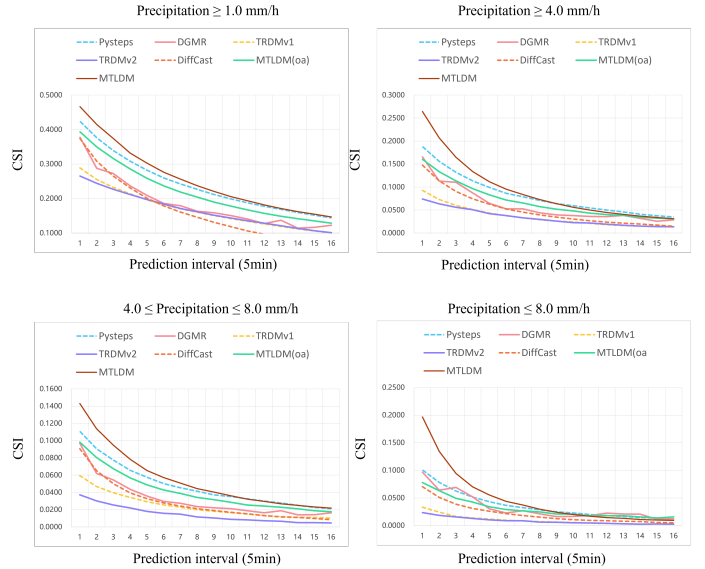 Precipitation ≥ 1.0 mm/h
Pysteps DGMR TRDMv1
TRDMv2 DiffCast MTLDM(oa)
MTLDM
CSI
0.5000
0.4000
0.3000
0.2000
0.1000
1 2 3 4 5 6 7 8 9 10 11 12 13 14 15 16
Prediction interval (5min)
Precipitation ≥ 4.0 mm/h
Pysteps DGMR TRDMv1
TRDMv2 DiffCast MTLDM(oa)
MTLDM
CSI
0.3000
0.2500
0.2000
0.1500
0.1000
0.0500
0.0000
1 2 3 4 5 6 7 8 9 10 11 12 13 14 15 16
Prediction interval (5min)
4.0 ≤ Precipitation ≤ 8.0 mm/h
Pysteps DGMR TRDMv1
TRDMv2 DiffCast MTLDM(oa)
MTLDM
CSI
0.1600
0.1400
0.1200
0.1000
0.0800
0.0600
0.0400
0.0200
0.0000
1 2 3 4 5 6 7 8 9 10 11 12 13 14 15 16
Prediction interval (5min)
Precipitation ≤ 8.0 mm/h
Pysteps DGMR TRDMv1
TRDMv2 DiffCast MTLDM(oa
MTLDM
CSI
0.2500
0.2000
0.1500
0.1000
0.0500
0.0000
1 2 3 4 5 6 7 8 9 10 11 12 13 14 15 16
Prediction interval (5min)